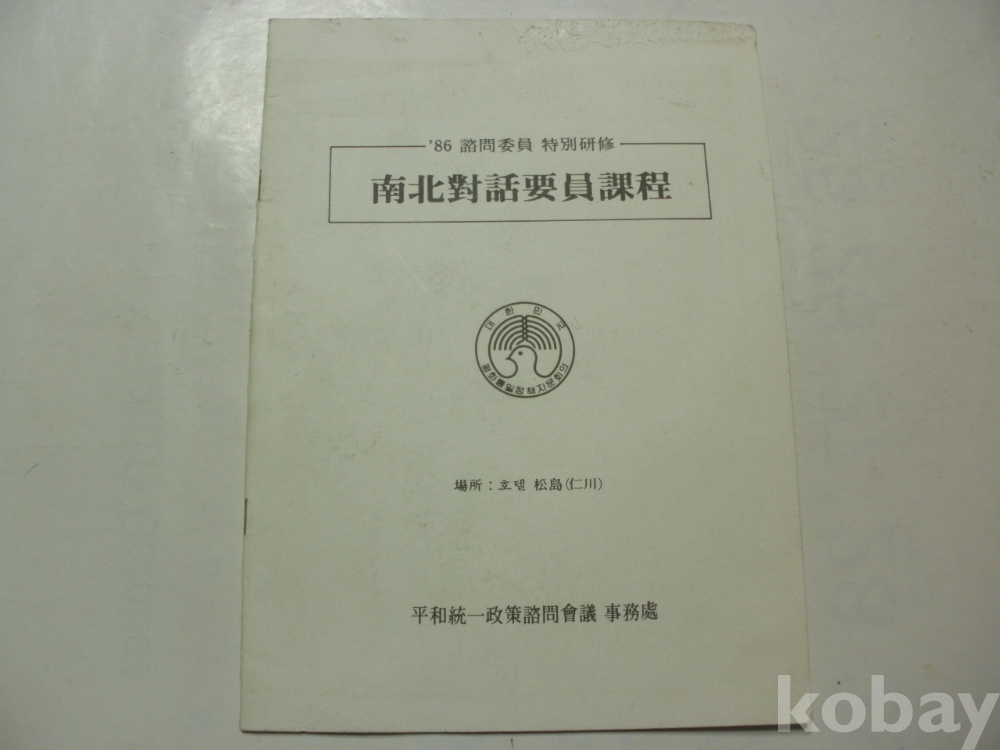 '86 諮問委員 特別研修
南北對話要員課程
대한민국
평화통일정책자문회의
場所 : 호텔 松島(仁川)
平和統一政策諮問會議 事務處
kobay